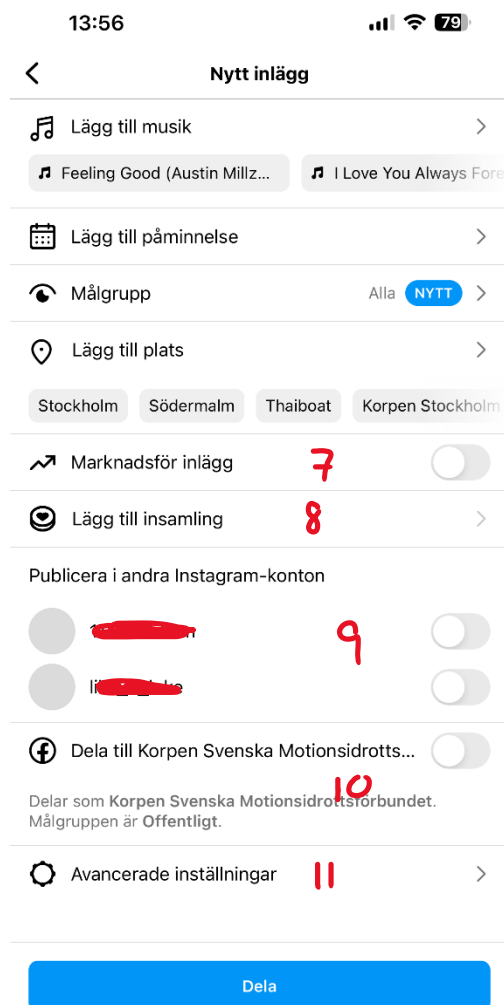 13:56
79
Nytt inlägg
Lägg till musik
Feeling Good (Austin Millz...
I Love You Always Fore
Lägg till påminnelse
Målgrupp
Alla NYTT
Lägg till plats
Stockholm Södermalm Thaiboat Korpen Stockholm
Marknadsför inlägg 7
Lägg till insamling 8
Publicera i andra Instagram-konton
9
Dela till Korpen Svenska Motionsidrotts...
10
Delar som Korpen Svenska Motionsidrottsförbundet.
Målgruppen är Offentligt.
Avancerade inställningar 11
Dela